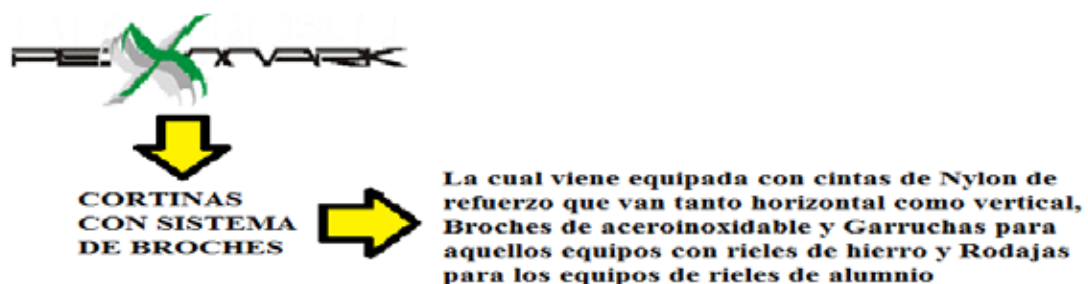 CORTINAS
CON SISTEMA
DE BROCHES
La cual viene equipada con cintas de Nylon de
refuerzo que van tanto horizontal como vertical,
Broches de aceroinoxidable y Garruchas para
aquellos equipos con rieles de hierro y Rodajas
para los equipos de rieles de alumnio